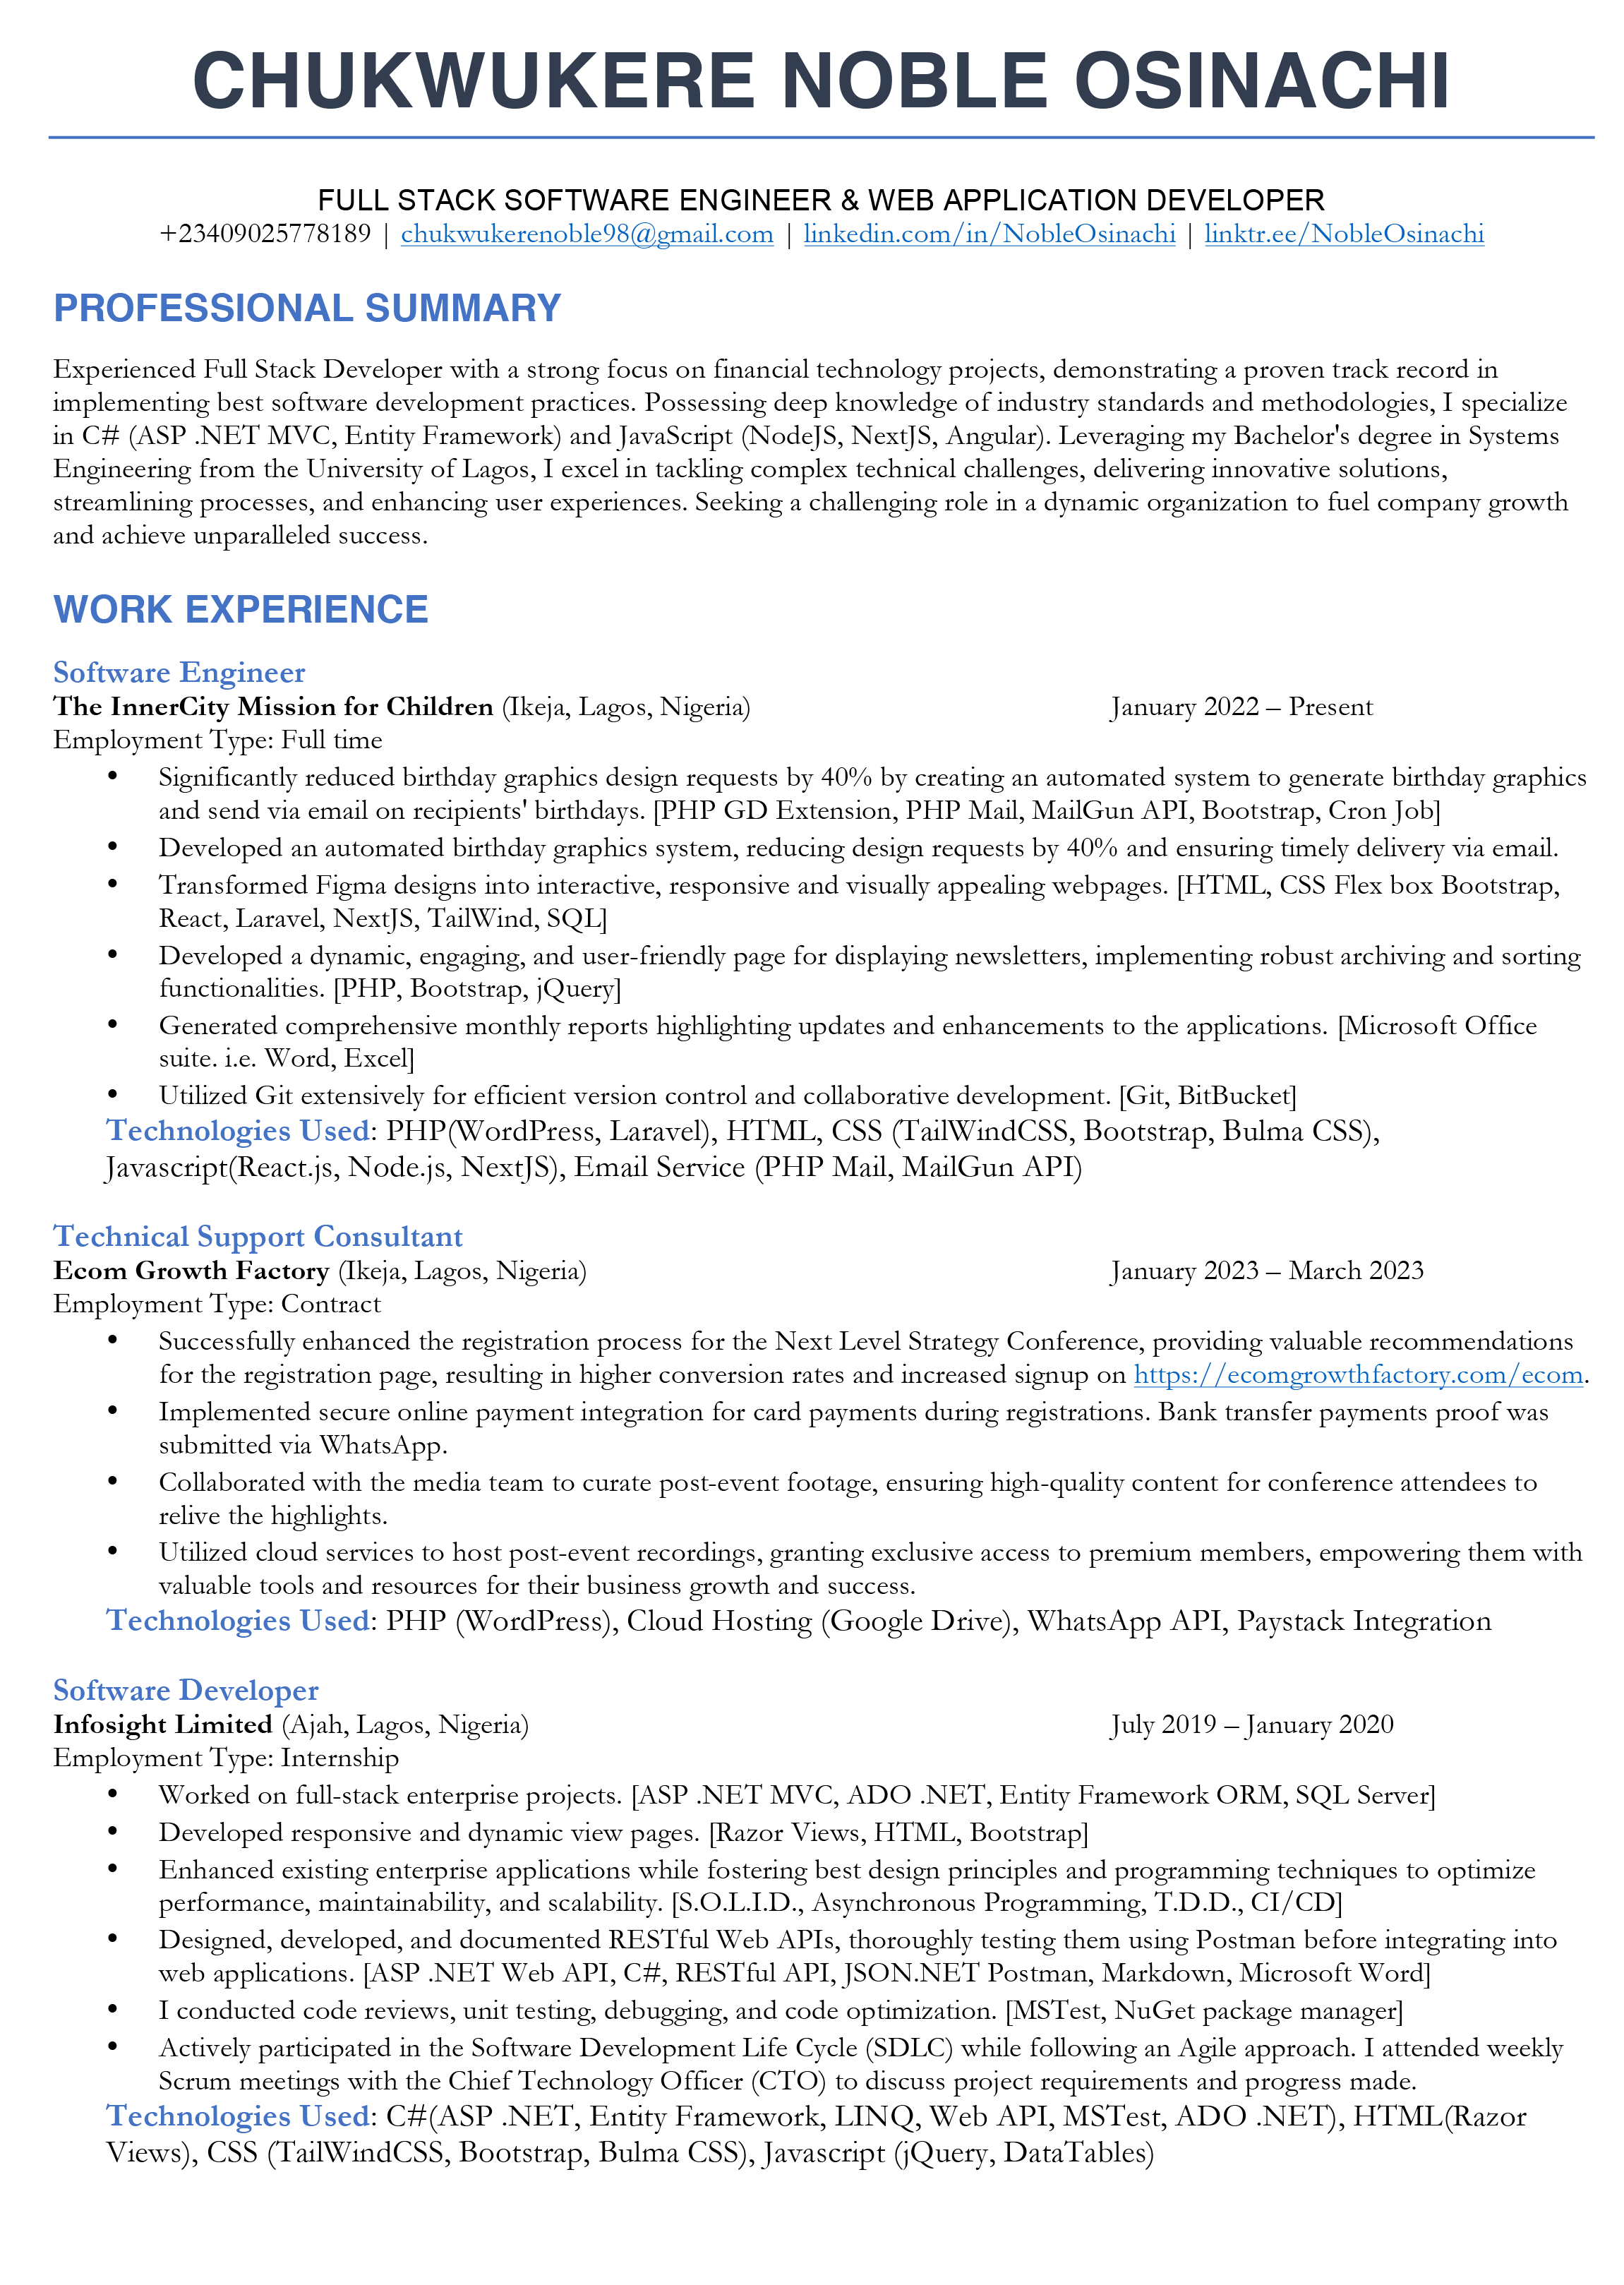 CHUKWUKERE NOBLE OSINACHI
FULL STACK SOFTWARE ENGINEER & WEB APPLICATION DEVELOPER
+23409025778189 | chukwukerenoble98@gmail.com | linkedin.com/in/NobleOsinachi | linktr.ee/NobleOsinachi
PROFESSIONAL SUMMARY
Experienced Full Stack Developer with a strong focus on financial technology projects, demonstrating a proven track record in
implementing best software development practices. Possessing deep knowledge of industry standards and methodologies, I specialize
in C# (ASP .NET MVC, Entity Framework) and JavaScript (NodeJS, NextJS, Angular). Leveraging my Bachelor's degree in Systems
Engineering from the University of Lagos, I excel in tackling complex technical challenges, delivering innovative solutions,
streamlining processes, and enhancing user experiences. Seeking a challenging role in a dynamic organization to fuel company growth
and achieve unparalleled success.
WORK EXPERIENCE
Software Engineer
The InnerCity Mission for Children (Ikeja, Lagos, Nigeria) January 2022 – Present
Employment Type: Full time
• Significantly reduced birthday graphics design requests by 40% by creating an automated system to generate birthday graphics
and send via email on recipients' birthdays. [PHP GD Extension, PHP Mail, MailGun API, Bootstrap, Cron Job]
• Developed an automated birthday graphics system, reducing design requests by 40% and ensuring timely delivery via email.
• Transformed Figma designs into interactive, responsive and visually appealing webpages. [HTML, CSS Flex box Bootstrap,
React, Laravel, NextJS, TailWind, SQL]
• Developed a dynamic, engaging, and user-friendly page for displaying newsletters, implementing robust archiving and sorting
functionalities. [PHP, Bootstrap, jQuery]
• Generated comprehensive monthly reports highlighting updates and enhancements to the applications. [Microsoft Office
suite. i.e. Word, Excel]
• Utilized Git extensively for efficient version control and collaborative development. [Git, BitBucket]
Technologies Used: PHP(WordPress, Laravel), HTML, CSS (TailWindCSS, Bootstrap, Bulma CSS),
Javascript(React.js, Node.js, NextJS), Email Service (PHP Mail, MailGun API)
Technical Support Consultant
Ecom Growth Factory (Ikeja, Lagos, Nigeria) January 2023 – March 2023
Employment Type: Contract
• Successfully enhanced the registration process for the Next Level Strategy Conference, providing valuable recommendations
for the registration page, resulting in higher conversion rates and increased signup on https://ecomgrowthfactory.com/ecom.
• Implemented secure online payment integration for card payments during registrations. Bank transfer payments proof was
submitted via WhatsApp.
• Collaborated with the media team to curate post-event footage, ensuring high-quality content for conference attendees to
relive the highlights.
• Utilized cloud services to host post-event recordings, granting exclusive access to premium members, empowering them with
valuable tools and resources for their business growth and success.
Technologies Used: PHP (WordPress), Cloud Hosting (Google Drive), WhatsApp API, Paystack Integration
Software Developer
Infosight Limited (Ajah, Lagos, Nigeria) July 2019 – January 2020
Employment Type: Internship
• Worked on full-stack enterprise projects. [ASP .NET MVC, ADO .NET, Entity Framework ORM, SQL Server]
• Developed responsive and dynamic view pages. [Razor Views, HTML, Bootstrap]
• Enhanced existing enterprise applications while fostering best design principles and programming techniques to optimize
performance, maintainability, and scalability. [S.O.L.I.D., Asynchronous Programming, T.D.D., CI/CD]
• Designed, developed, and documented RESTful Web APIs, thoroughly testing them using Postman before integrating into
web applications. [ASP .NET Web API, C#, RESTful API, JSON.NET Postman, Markdown, Microsoft Word]
• I conducted code reviews, unit testing, debugging, and code optimization. [MSTest, NuGet package manager]
• Actively participated in the Software Development Life Cycle (SDLC) while following an Agile approach. I attended weekly
Scrum meetings with the Chief Technology Officer (CTO) to discuss project requirements and progress made.
Technologies Used: C#(ASP .NET, Entity Framework, LINQ, Web API, MSTest, ADO .NET), HTML(Razor
Views), CSS (TailWindCSS, Bootstrap, Bulma CSS), Javascript (jQuery, DataTables)